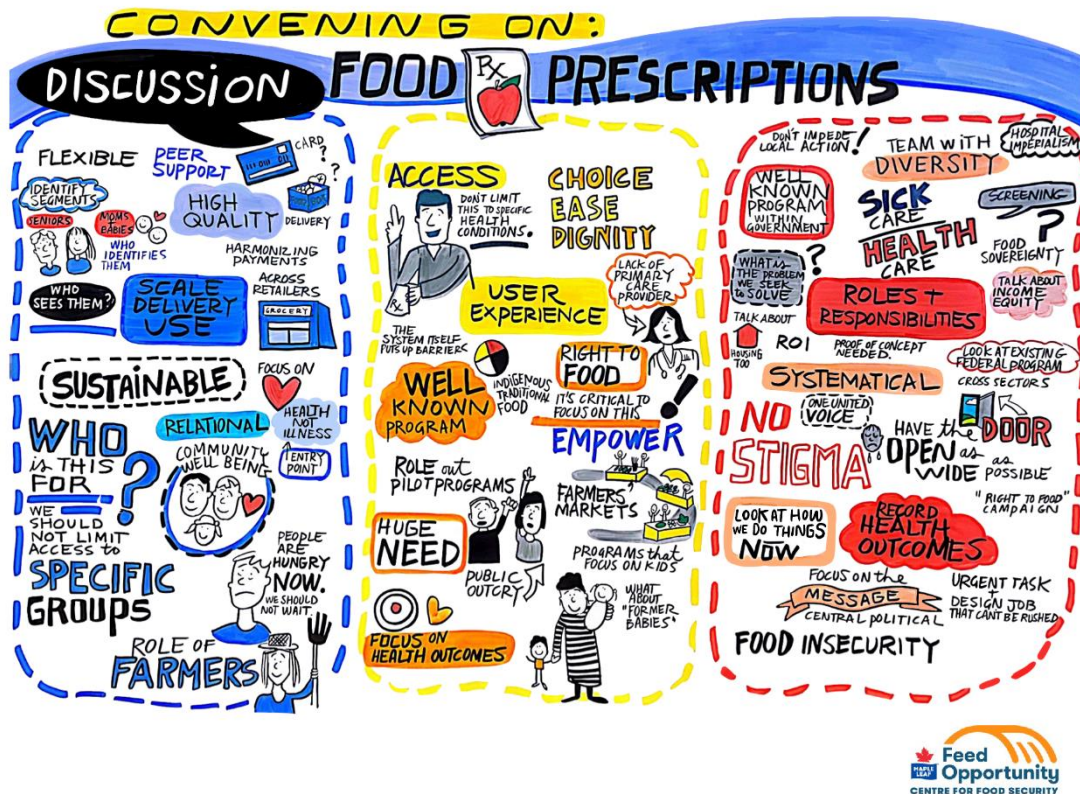 CONVENING ON:
DISCUSSION
FOOD
Rx
PRESCRIPTIONS
FLEXIBLE
PEER
SUPPORT
CARD
?
?
?
DELIVERY
IDENTIFY
SEGMENTS
SENIORS
MOMS
BABIES
WHO
IDENTIFIES
THEM
HIGH
QUALITY
HARMONIZING
PAYMENTS
WHO
SEES THEM?
SCALE
DELIVERY
USE
ACROSS
RETAILERS
GROCERY
SUSTAINABLE
FOCUS ON
HEALTH
NOT
ILLNESS
ENTRY
POINT
RELATIONAL
WHO
is THIS
FOR
?
COMMUNITY
WELL BEING
WE
SHOULD
NOT LIMIT
ACCESS to
SPECIFIC
GROUPS
PEOPLE
ARE
HUNGRY
NOW.
WE SHOULD
NOT WAIT.
ROLE of
FARMERS
ACCESS
DON'T LIMIT
THIS TO SPECIFIC
HEALTH
CONDITIONS.
Rx
CHOICE
EASE
DIGNITY
USER
EXPERIENCE
LACK OF
PRIMARY
CARE
PROVIDER
THE
SYSTEM ITSELF
PUTS UP BARRIERS
WELL
KNOWN
PROGRAM
INDIGENOUS
TRADITIONAL
FOOD
RIGHT TO
FOOD
IT'S CRITICAL TO
FOCUS ON THIS
!
EMPOWER
ROLE out
PILOT PROGRAMS
FARMERS'
MARKETS
HUGE
NEED
PUBLIC
OUTCRY
PROGRAMS that
FOCUS ON KIDS
WHAT
ABOUT
"FORMER
BABIES"
FOCUS ON
HEALTH OUTCOMES
DON'T IMPEDE
LOCAL ACTION!
TEAM WITH
DIVERSITY
HOSPITAL
IMPERIALISM
WELL
KNOWN
PROGRAM
WITHIN
GOVERNMENT
SICK
CARE
HEALTH
CARE
SCREENING
?
FOOD
SOVEREIGNTY
WHAT is
THE PROBLEM
WE SEEK
to SOLVE
?
TALK ABOUT
INCOME
EQUITY
ROLES +
RESPONSIBILITIES
TALK ABOUT
HOUSING
TOO
ROI
PROOF OF CONCEPT
NEEDED.
LOOK AT EXISTING
FEDERAL PROGRAM
CROSS SECTORS
SYSTEMATICAL
ONE UNITED
VOICE
NO
STIGMA
HAVE the
DOOR
OPEN as
WIDE as
POSSIBLE
"RIGHT TO FOOD"
CAMPAIGN
LOOK AT HOW
WE DO THINGS
NOW
RECORD
HEALTH
OUTCOMES
FOCUS ON the
MESSAGE
CENTRAL POLITICAL
URGENT TASK
+
DESIGN JOB
THAT CANT BE RUSHED
FOOD INSECURITY
MAPLE
LEAF
Feed
Opportunity
CENTRE FOR FOOD SECURITY